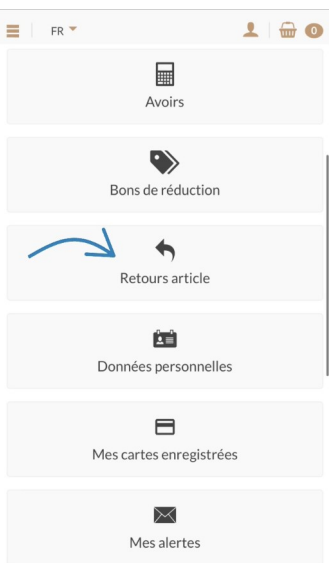 FR
0
Avoirs
Bons de réduction
Retours article
Données personnelles
Mes cartes enregistrées
Mes alertes